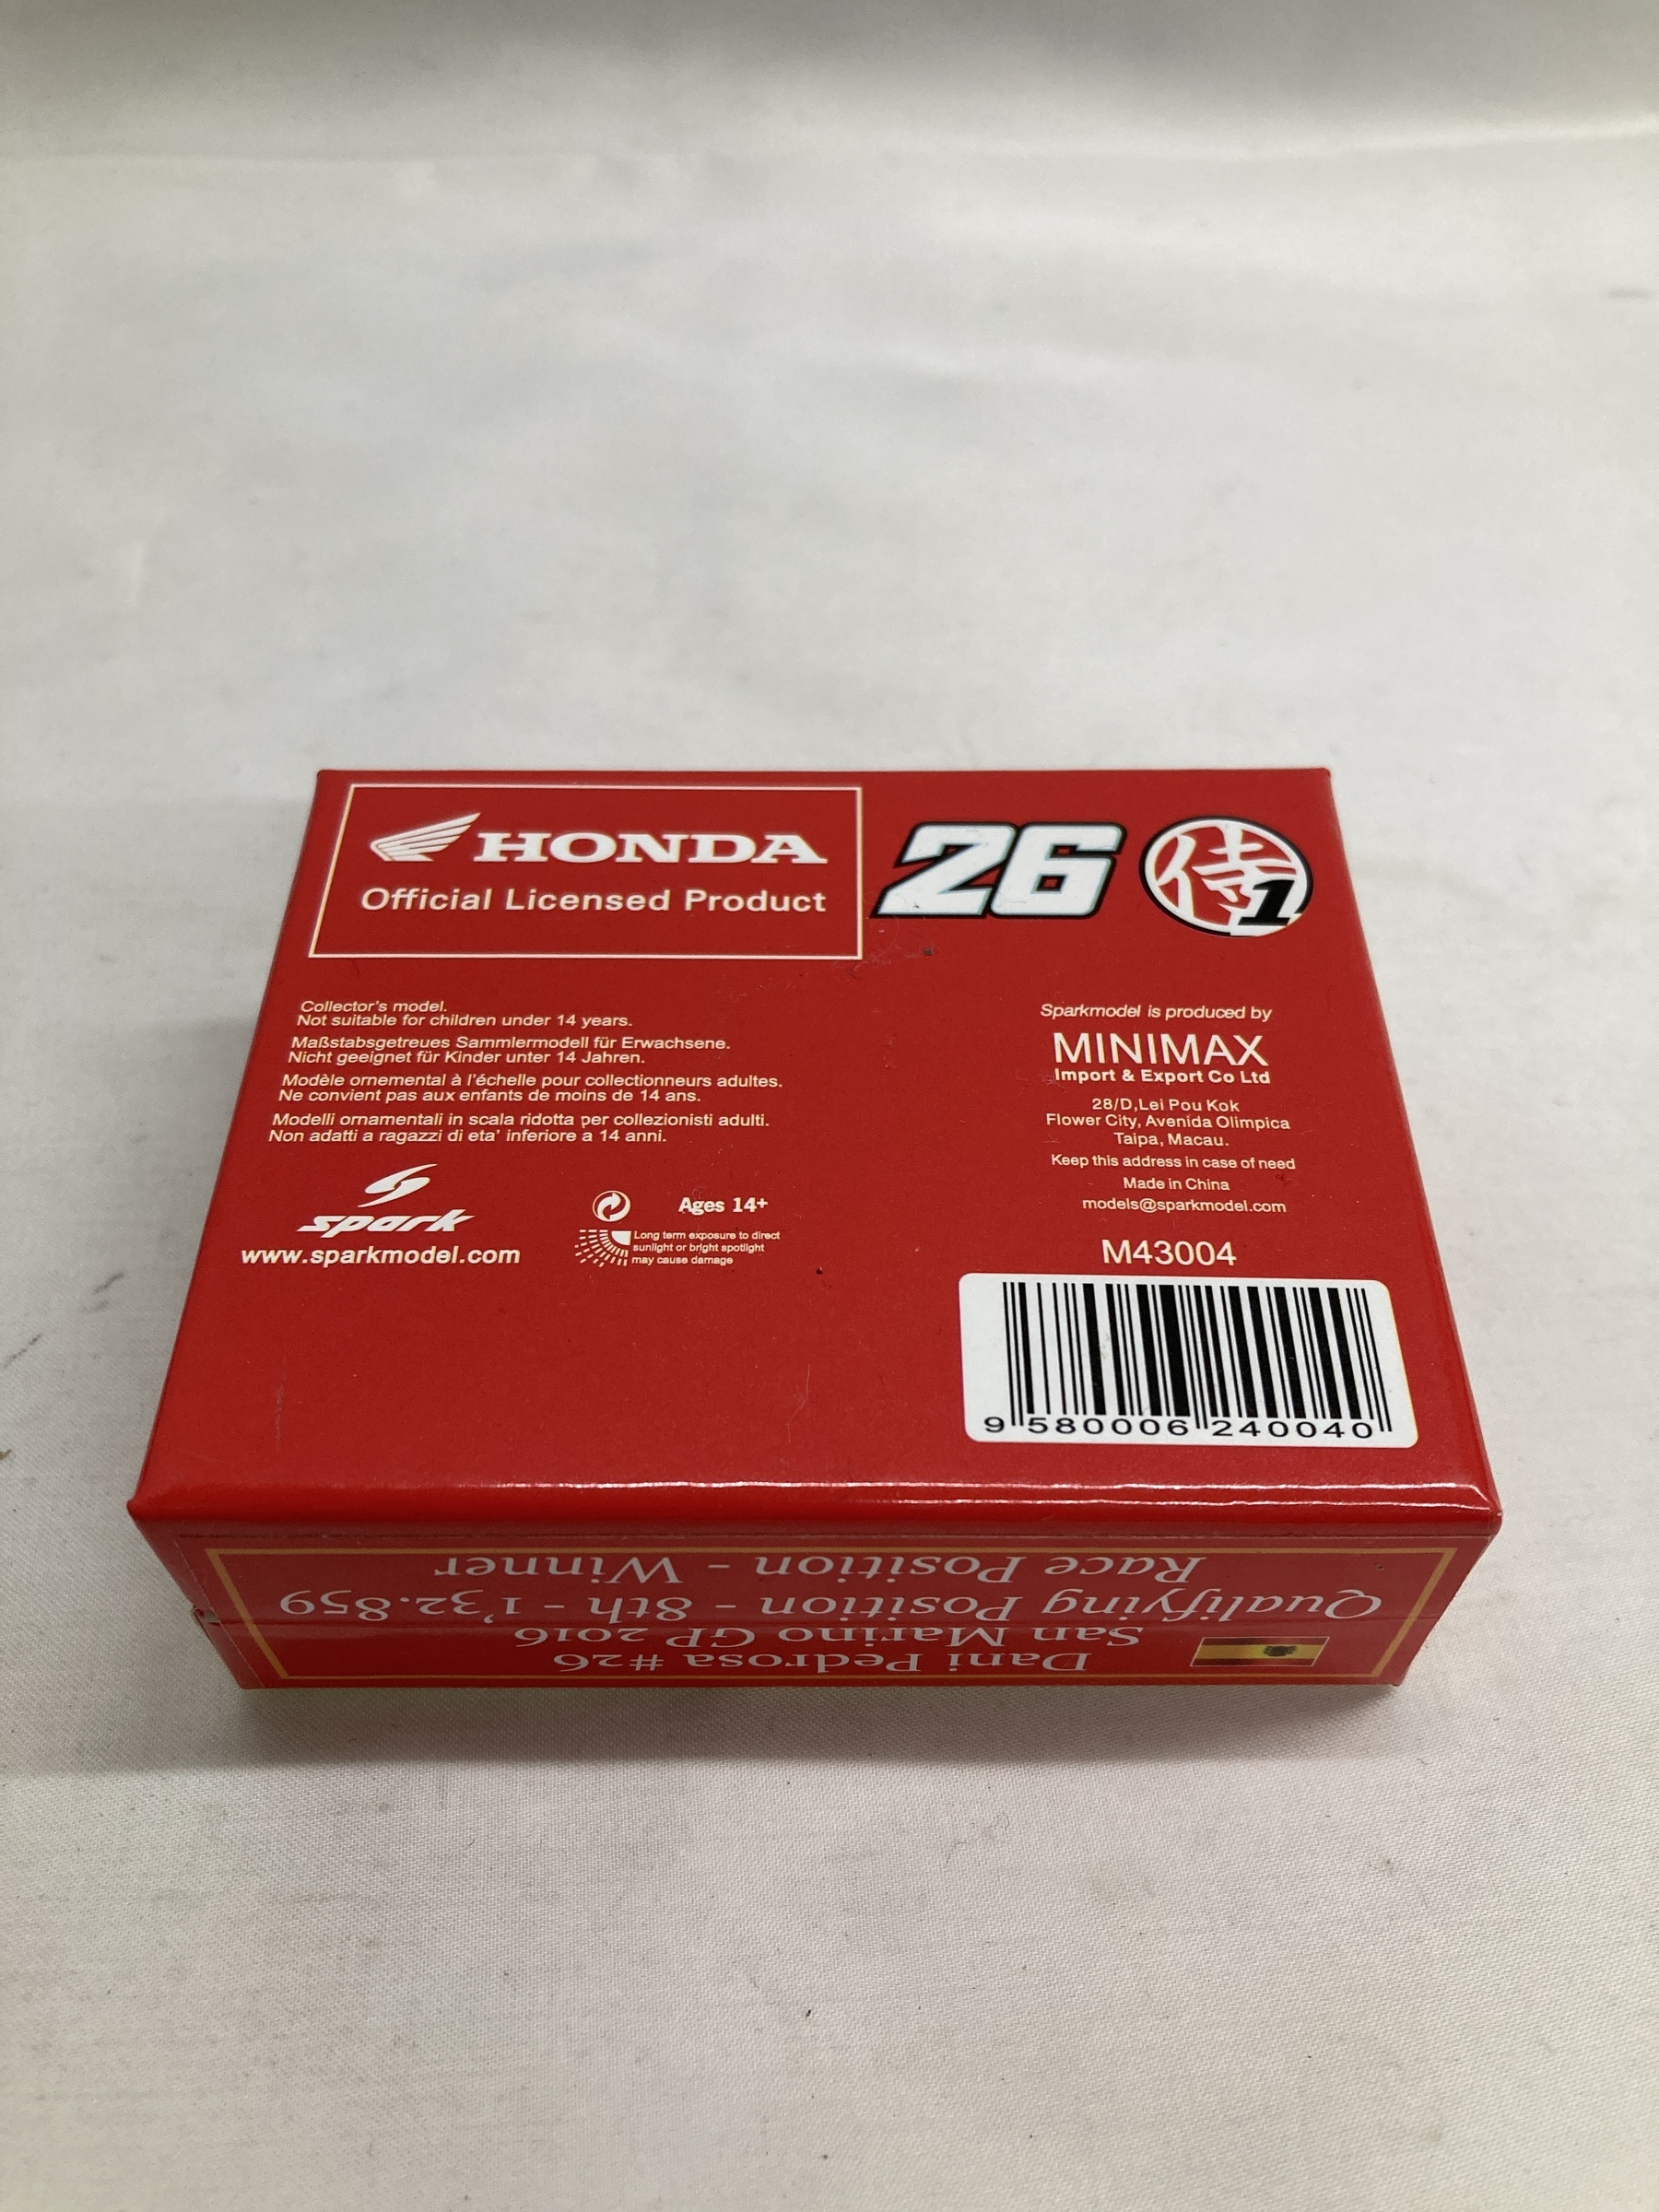 HONDA
Official Licensed Product
26
侍1
Collector's model.
Not suitable for children under 14 years.
Maßstabsgetreues Sammlermodell für Erwachsene.
Nicht geeignet für Kinder unter 14 Jahren.
Modèle ornemental à l'échelle pour collectionneurs adultes.
Ne convient pas aux enfants de moins de 14 ans.
Modelli ornamentali in scala ridotta per collezionisti adulti.
Non adatti a ragazzi di eta' inferiore a 14 anni.
spark
www.sparkmodel.com
Ages 14+
Long term exposure to direct
sunlight or bright spotlight
may cause damage
Sparkmodel is produced by
MINIMAX
Import & Export Co Ltd
28/D,Lei Pou Kok
Flower City, Avenida Olimpica
Taipa, Macau.
Keep this address in case of need
Made in China
models@sparkmodel.com
M43004
9 580006 240040
Dani Pedrosa #26
San Marino GP 2016
Qualifying Position - 8th - 1'32.859
Race Position - Winner